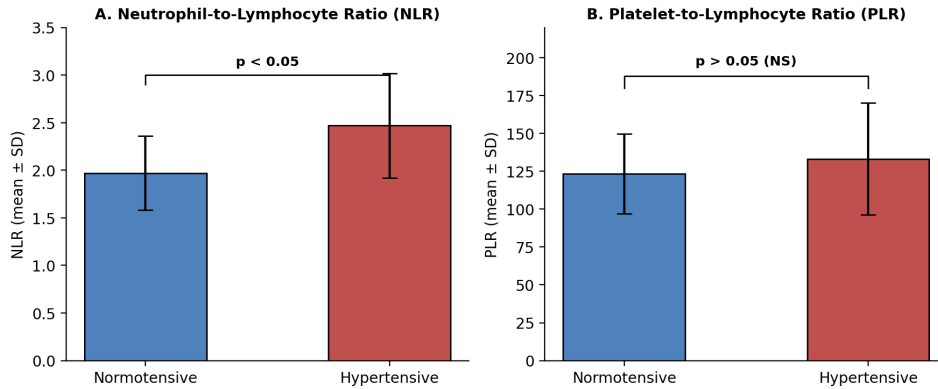 A. Neutrophil-to-Lymphocyte Ratio (NLR)
NLR (mean ± SD)
3.5
3.0
2.5
2.0
1.5
1.0
0.5
0.0
p < 0.05
Normotensive
Hypertensive
B. Platelet-to-Lymphocyte Ratio (PLR)
PLR (mean ± SD)
200
175
150
125
100
75
50
25
0
p > 0.05 (NS)
Normotensive
Hypertensive